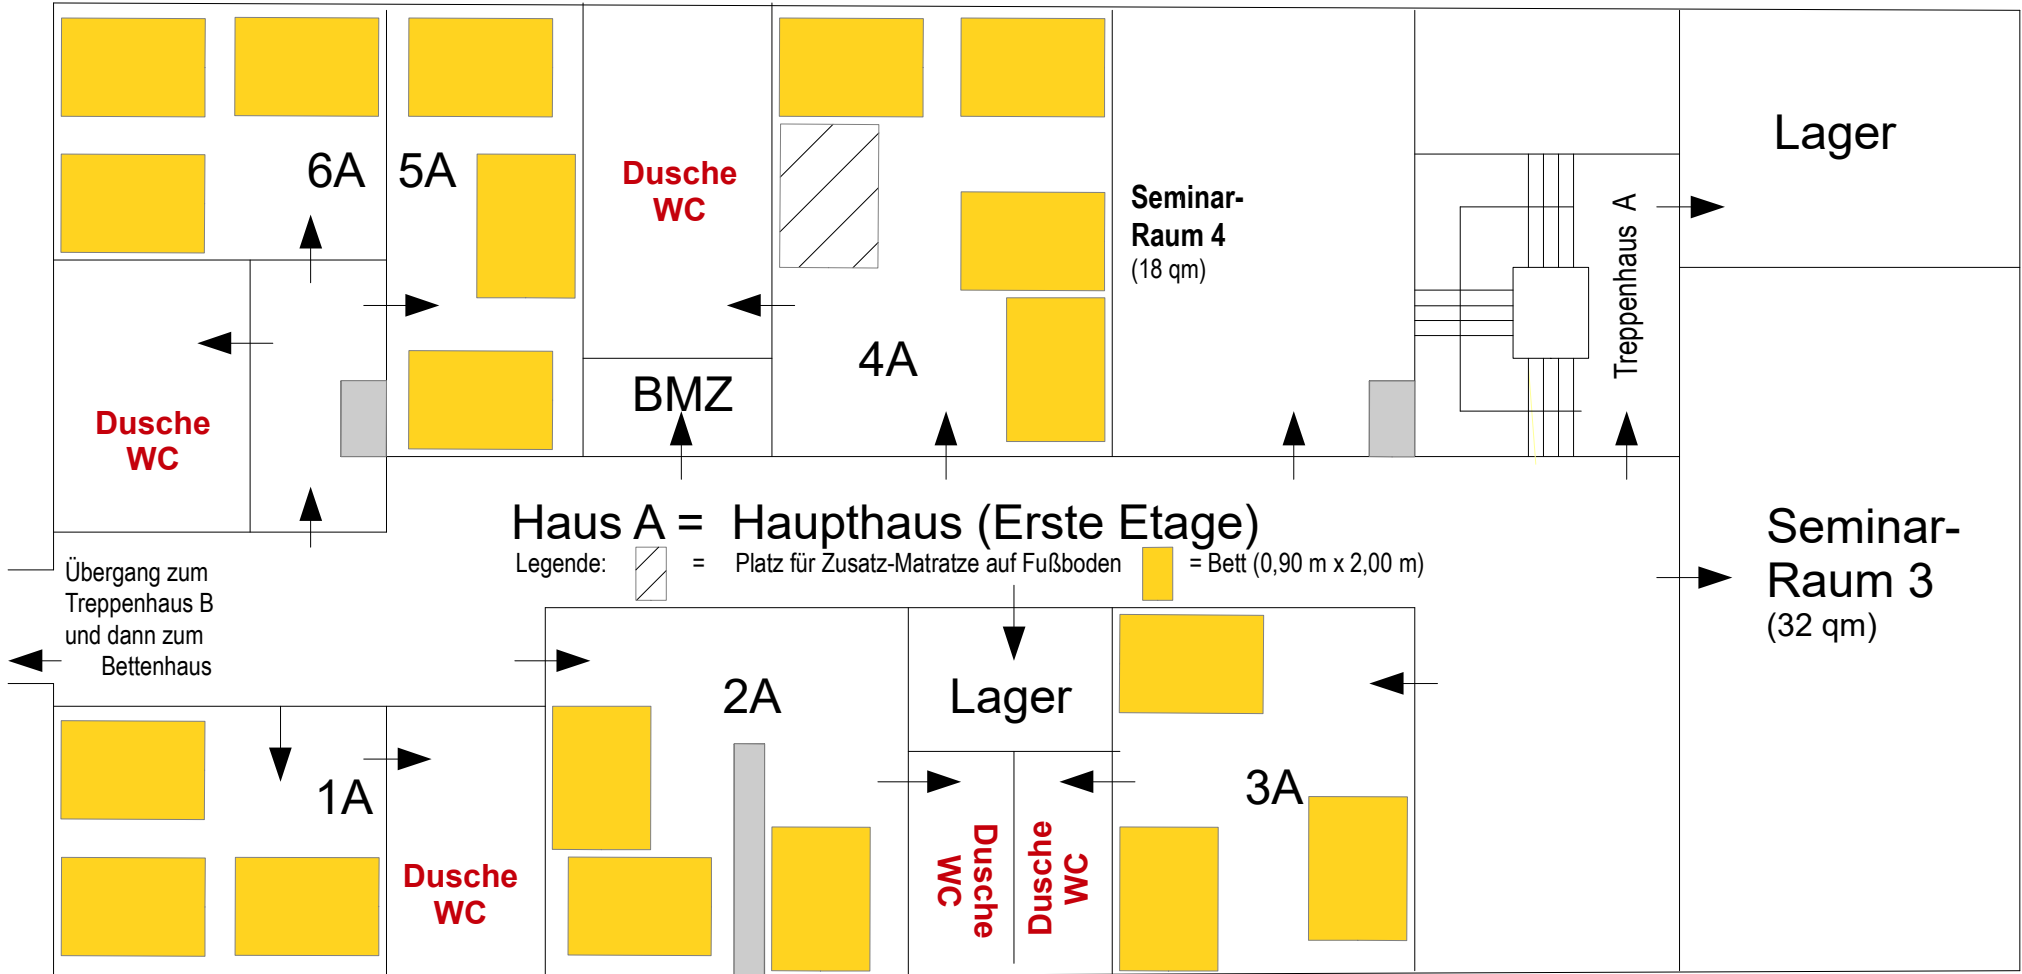 6A
5A
Dusche
WC
Seminar-
Raum 4
(18 qm)
Treppenhaus A
Lager
4A
BMZ
Dusche
WC
Haus A = Haupthaus (Erste Etage)
Legende: = Platz für Zusatz-Matratze auf Fußboden = Bett (0,90 m x 2,00 m)
Übergang zum
Treppenhaus B
und dann zum
Bettenhaus
Seminar-
Raum 3
(32 qm)
2A
Lager
1A
3A
Dusche
WC
Dusche
WC
Dusche
WC